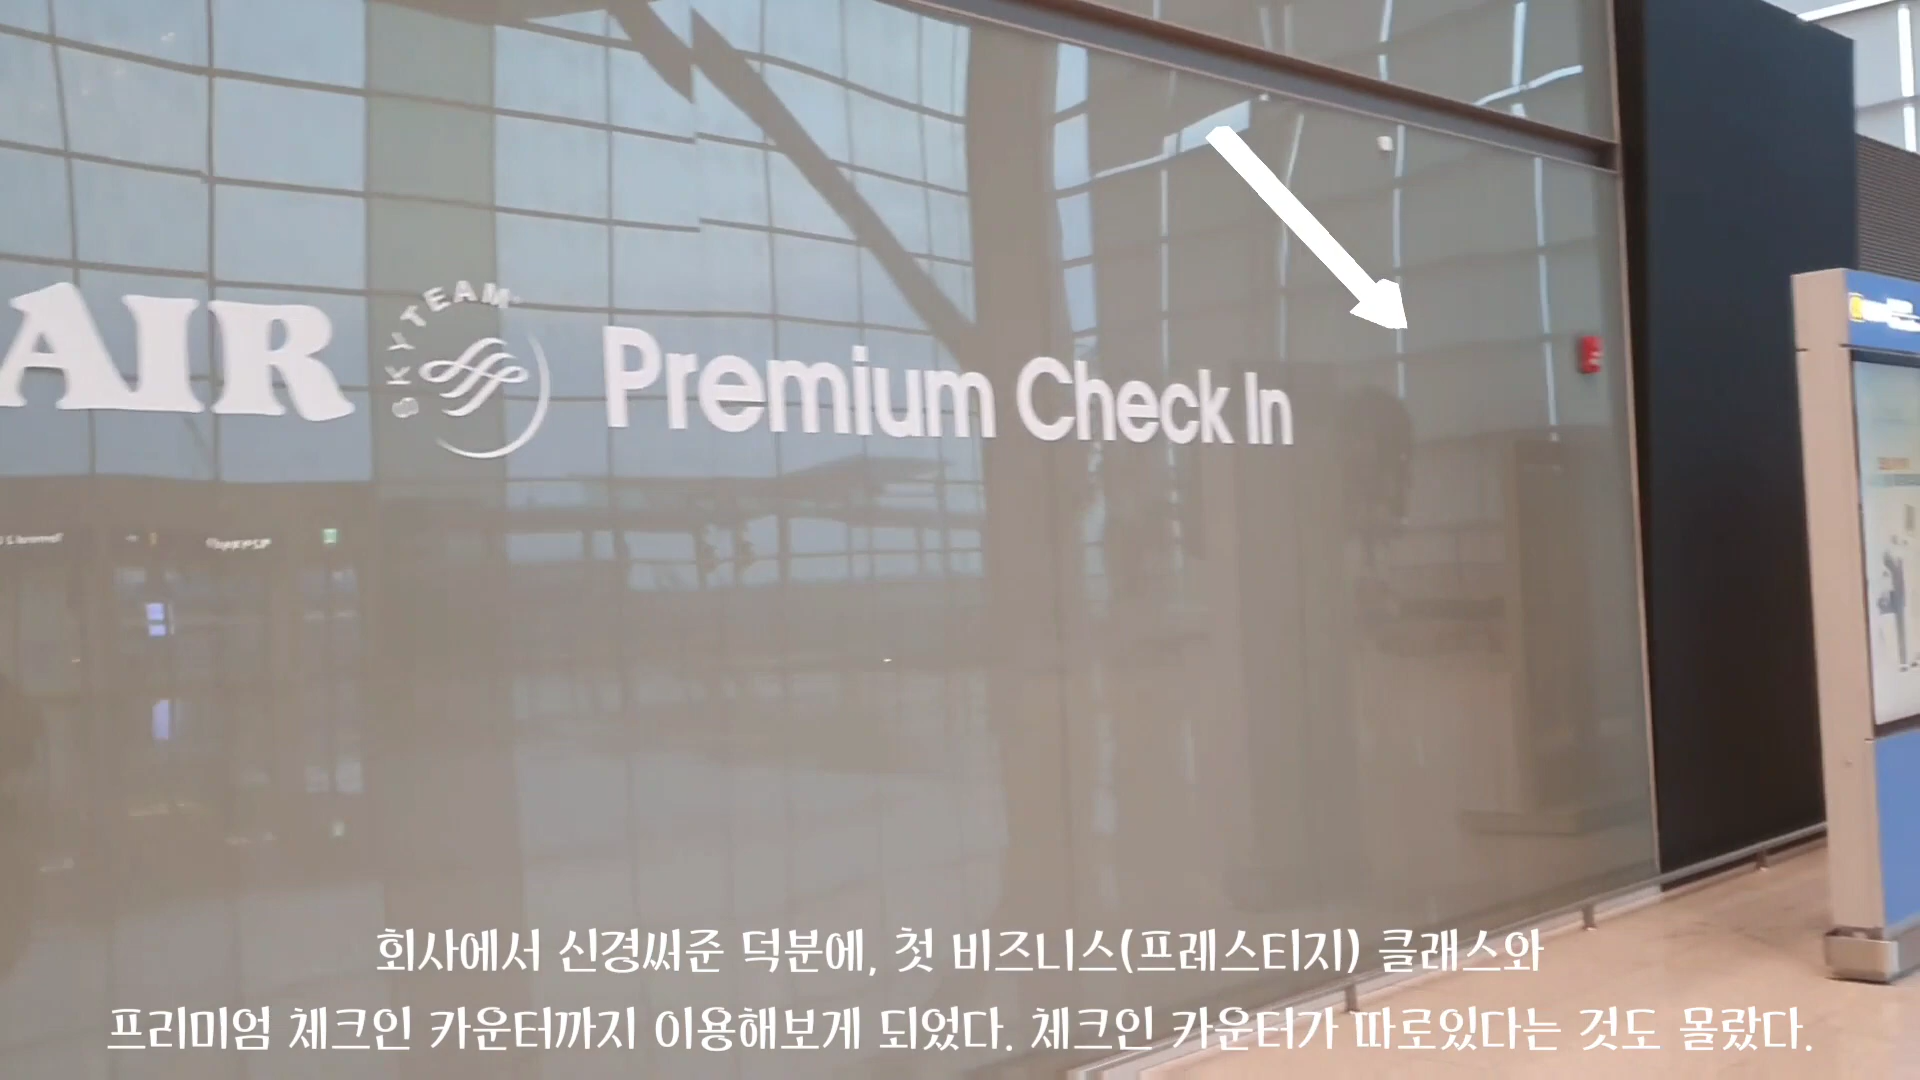 AIR SKYTEAM Premium Check In
회사에서 신경써준 덕분에, 첫 비즈니스(프레스티지) 클래스와
프리미엄 체크인 카운터까지 이용해보게 되었다. 체크인 카운터가 따로있다는 것도 몰랐다.